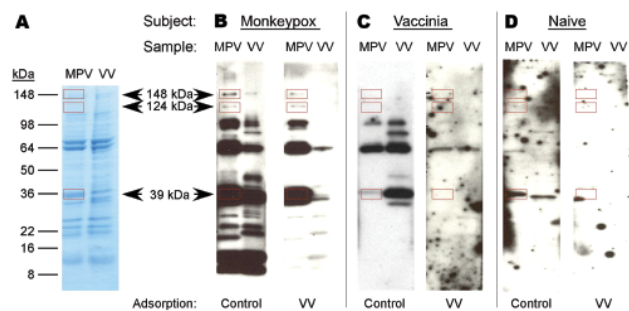 A Subject: B Monkeypox C Vaccinia D Naive
Sample: MPV VV MPV VV MPV VV MPV VV MPV VV MPV VV
kDa MPV VV
148 148 kDa
124 kDa
98
64
50
36 39 kDa
22
16
8
Adsorption: Control VV Control VV Control VV